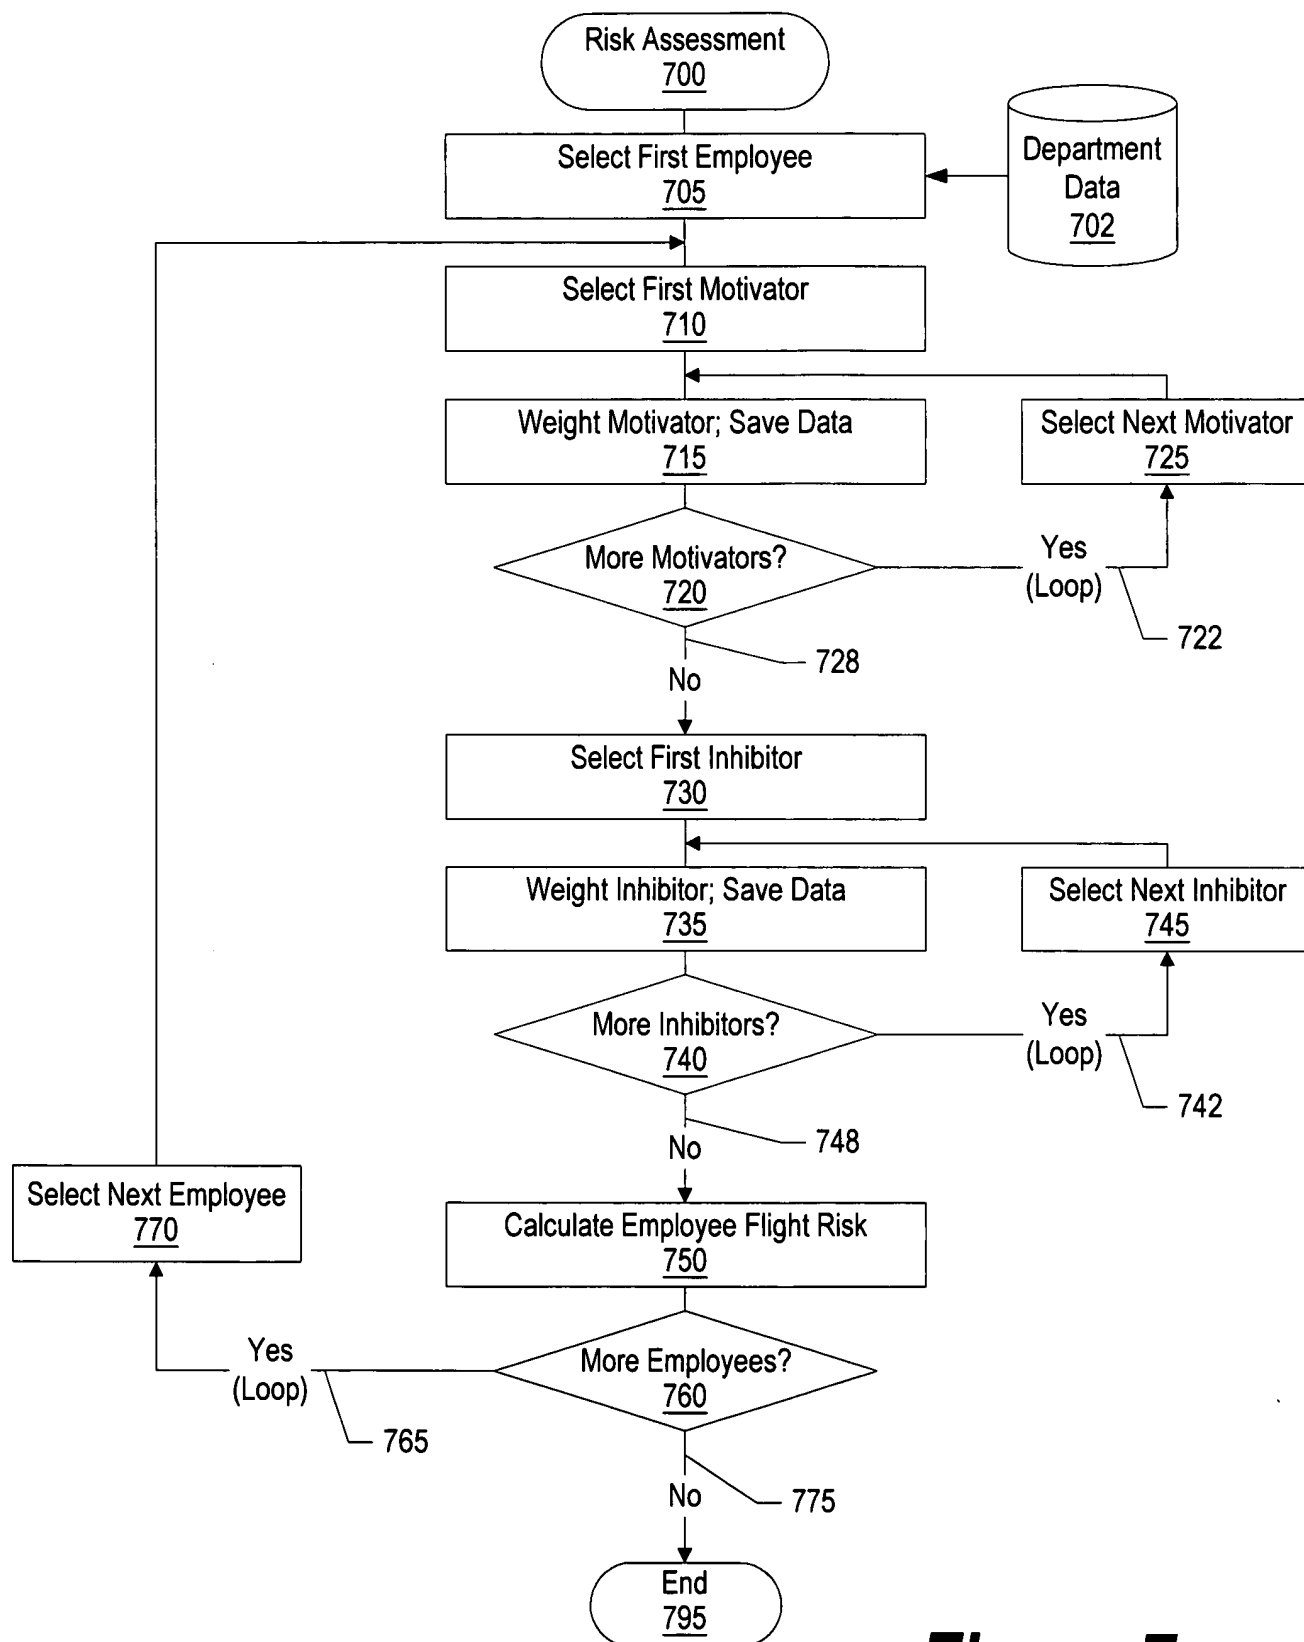 Risk Assessment
700
Department
Data
702
Select First Employee
705
Select First Motivator
710
Weight Motivator; Save Data
715
Select Next Motivator
725
More Motivators?
720
Yes
(Loop)
722
728
No
Select First Inhibitor
730
Weight Inhibitor; Save Data
735
Select Next Inhibitor
745
More Inhibitors?
740
Yes
(Loop)
742
748
No
Select Next Employee
770
Calculate Employee Flight Risk
750
More Employees?
760
Yes
(Loop)
765
775
No
End
795